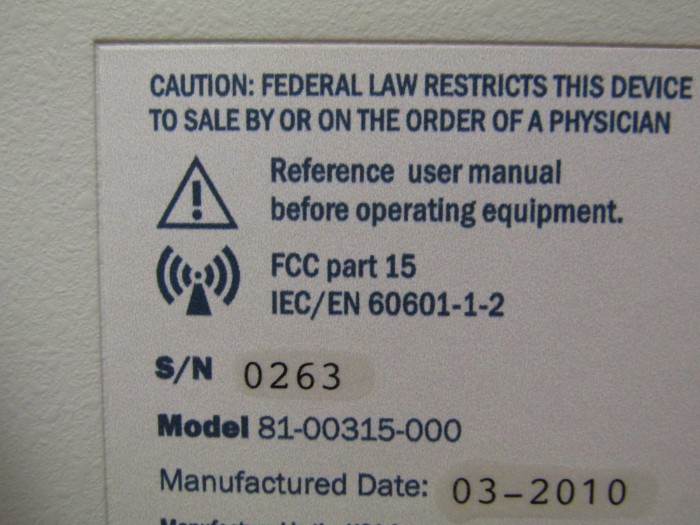 CAUTION: FEDERAL LAW RESTRICTS THIS DEVICE
TO SALE BY OR ON THE ORDER OF A PHYSICIAN
Reference user manual
before operating equipment.
FCC part 15
IEC/EN 60601-1-2
S/N 0263
Model 81-00315-000
Manufactured Date: 03-2010